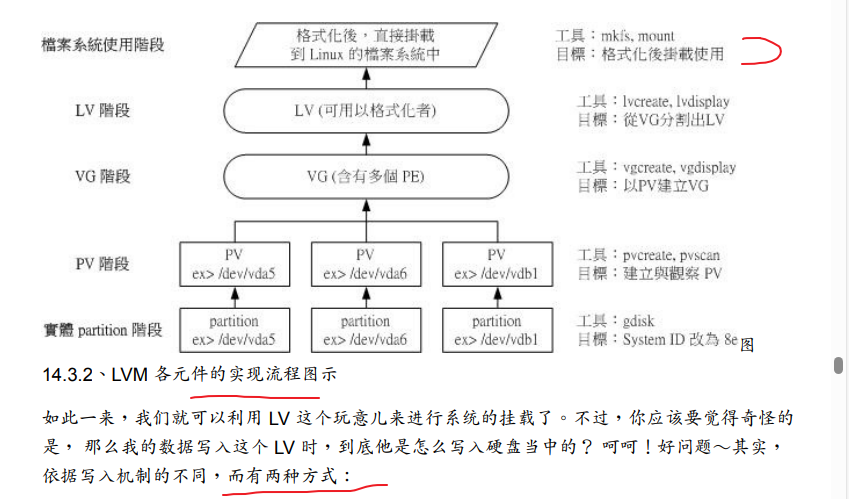 檔案系統使用階段
格式化後，直接掛載
到 Linux 的檔案系統中
工具：mkfs, mount
目標：格式化後掛載使用
LV 階段
LV (可用以格式化者)
工具：lvcreate, lvdisplay
目標：從VG分割出LV
VG 階段
VG (含有多個 PE)
工具：vgcreate, vgdisplay
目標：以PV建立VG
PV 階段
PV
ex> /dev/vda5
PV
ex> /dev/vda6
PV
ex> /dev/vdb1
工具：pvcreate, pvscan
目標：建立與觀察 PV
實體 partition 階段
partition
ex> /dev/vda5
partition
ex> /dev/vda6
partition
ex> /dev/vdb1
工具：gdisk
目標：System ID 改為 8e
图
14.3.2、LVM 各元件的实现流程图示
如此一来，我们就可以利用 LV 这个玩意儿来进行系统的挂载了。不过，你应该要觉得奇怪的
是， 那么我的数据写入这个 LV 时，到底他是怎么写入硬盘当中的？ 呵呵！好问题～其实，
依据写入机制的不同，而有两种方式：